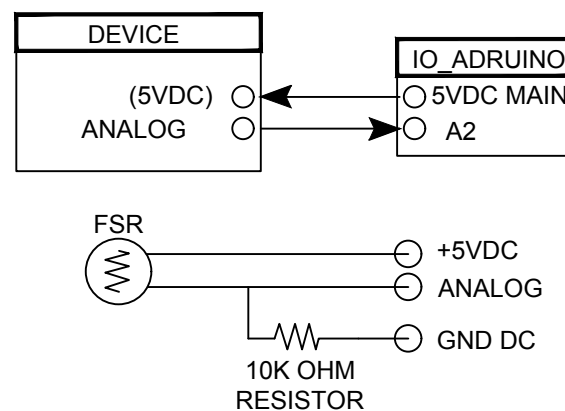 DEVICE
IO_ADRUINO
(5VDC)
5VDC MAIN
ANALOG
A2
FSR
+5VDC
ANALOG
GND DC
10K OHM
RESISTOR